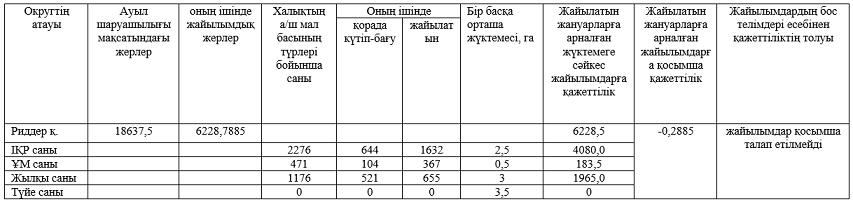 Округтің атауы
Ауыл шаруашылығы мақсатындағы жерлер
оның ішінде жайылымдық жерлер
Халықтың а/ш мал басының түрлері бойынша саны
Оның ішінде
қорада күтіп-бағу
жайылатын
Бір басқа орташа жүктемесі, га
Жайылатын жануарларға арналған жүктемеге сәйкес жайылымдарға қажеттілік
Жайылатын жануарларға арналған жайылымдарға қосымша қажеттілік
Жайылымдардың бос телімдері есебінен қажеттіліктің толуы
Риддер қ. 18637,5 6228,7885 6228,5 -0,2885 жайылымдар қосымша талап етілмейді
ІҚР саны 2276 644 1632 2,5 4080,0
ҰМ саны 471 104 367 0,5 183,5
Жылқы саны 1176 521 655 3 1965,0
Түйе саны 0 0 0 3,5 0